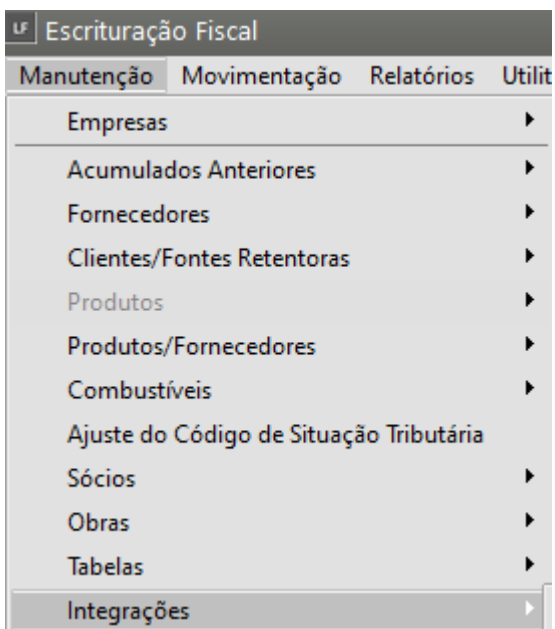 LF Escrituração Fiscal
Manutenção Movimentação Relatórios Utilit
Empresas
Acumulados Anteriores
Fornecedores
Clientes/Fontes Retentoras
Produtos
Produtos/Fornecedores
Combustíveis
Ajuste do Código de Situação Tributária
Sócios
Obras
Tabelas
Integrações